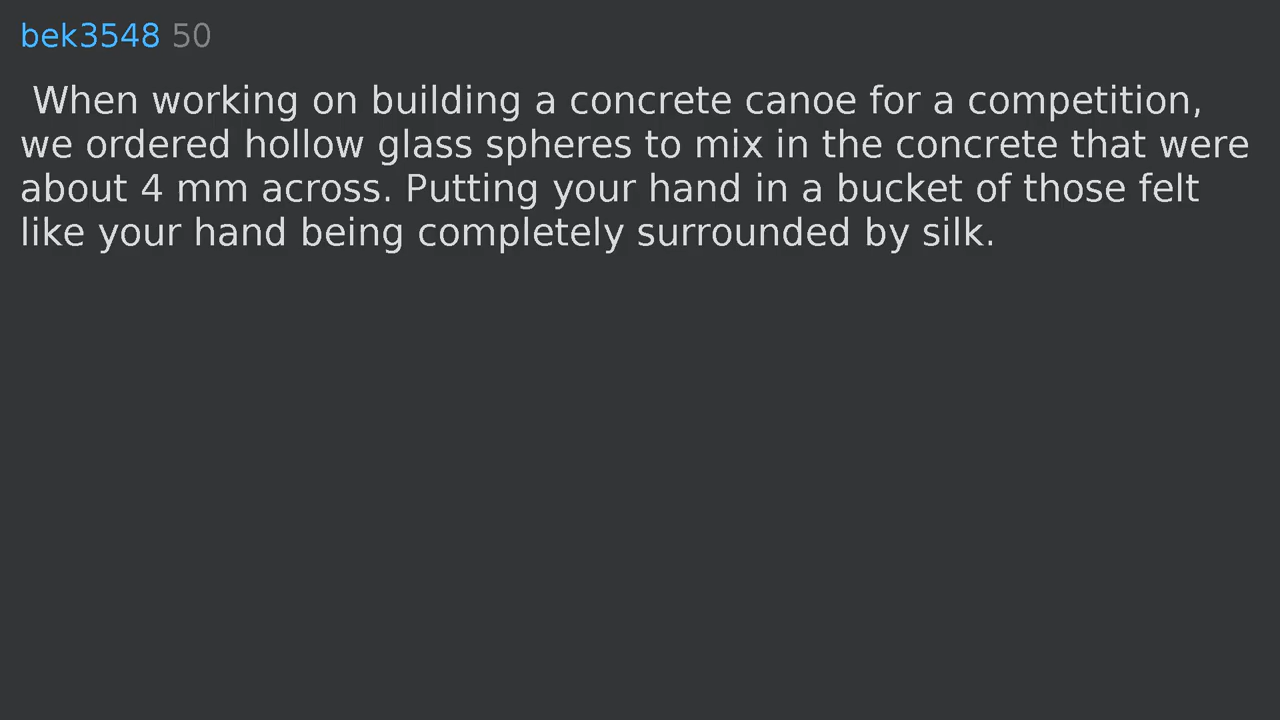 bek3548 50
When working on building a concrete canoe for a competition,
we ordered hollow glass spheres to mix in the concrete that were
about 4 mm across. Putting your hand in a bucket of those felt
like your hand being completely surrounded by silk.